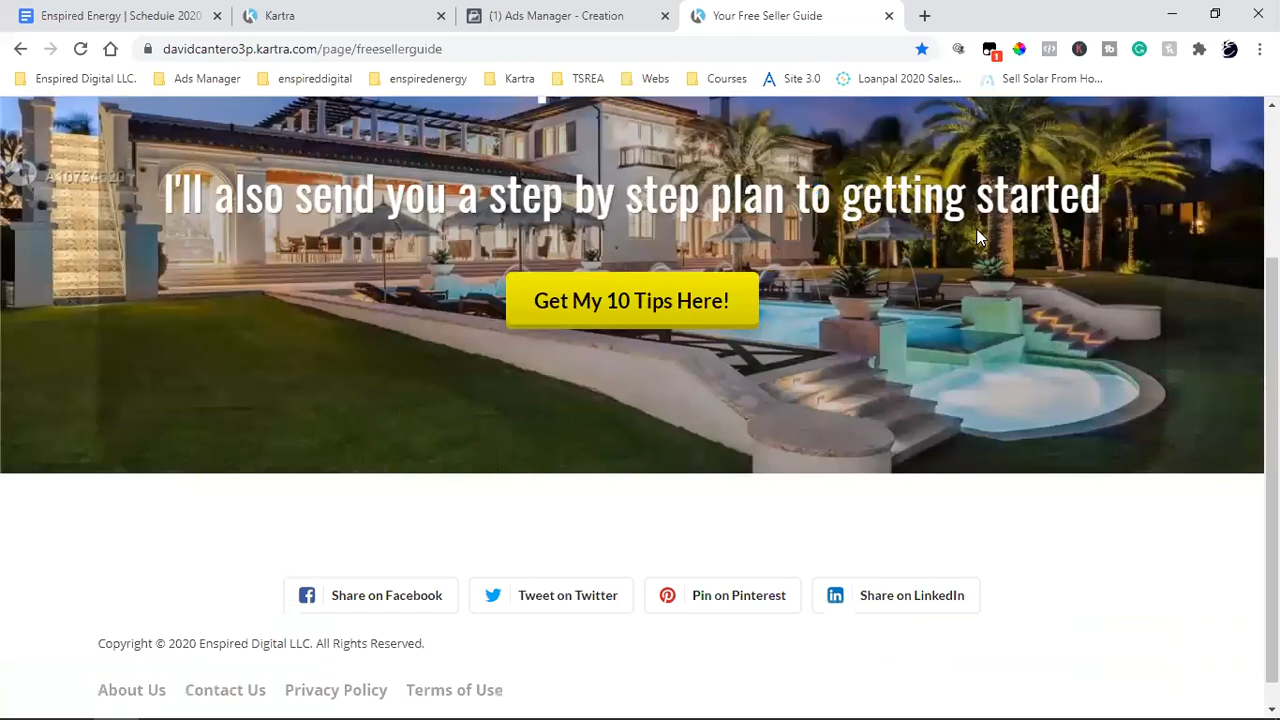 Enspired Energy | Schedule 2020
Kartra
(1) Ads Manager - Creation
Your Free Seller Guide
davidcantero3p.kartra.com/page/freesellerguide
1
Enspired Digital LLC.
Ads Manager
enspireddigital
enspiredenergy
Kartra
TSREA
Webs
Courses
Site 3.0
Loanpal 2020 Sales...
Sell Solar From Ho...
I'll also send you a step by step plan to getting started
Get My 10 Tips Here!
Share on Facebook
Tweet on Twitter
Pin on Pinterest
Share on LinkedIn
Copyright © 2020 Enspired Digital LLC. All Rights Reserved.
About Us Contact Us Privacy Policy Terms of Use